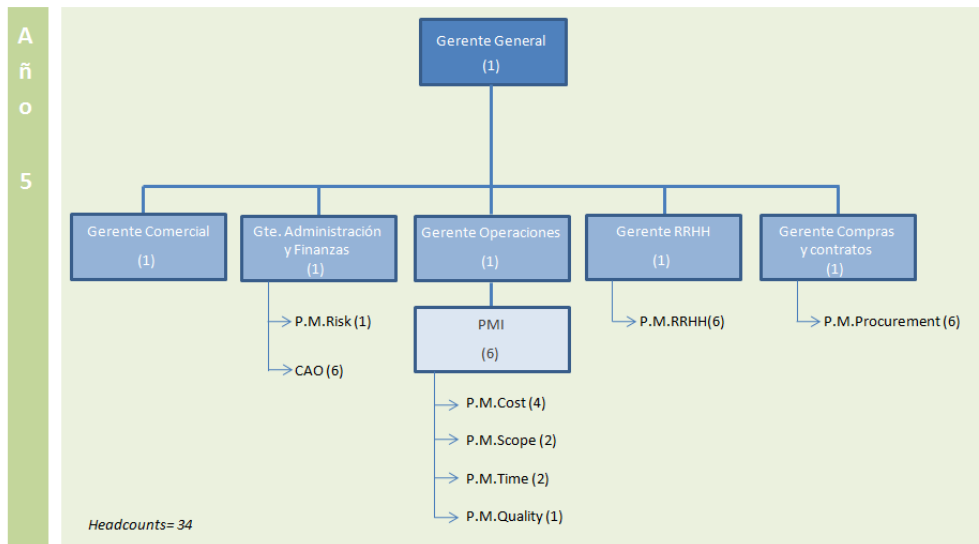 A
ñ
o
5
Gerente General
(1)
Gerente Comercial
(1)
Gte. Administración
y Finanzas
(1)
Gerente Operaciones
(1)
Gerente RRHH
(1)
Gerente Compras
y contratos
(1)
P.M.Risk (1)
CAO (6)
PMI
(6)
P.M.RRHH(6)
P.M.Procurement (6)
P.M.Cost (4)
P.M.Scope (2)
P.M.Time (2)
P.M.Quality (1)
Headcounts= 34